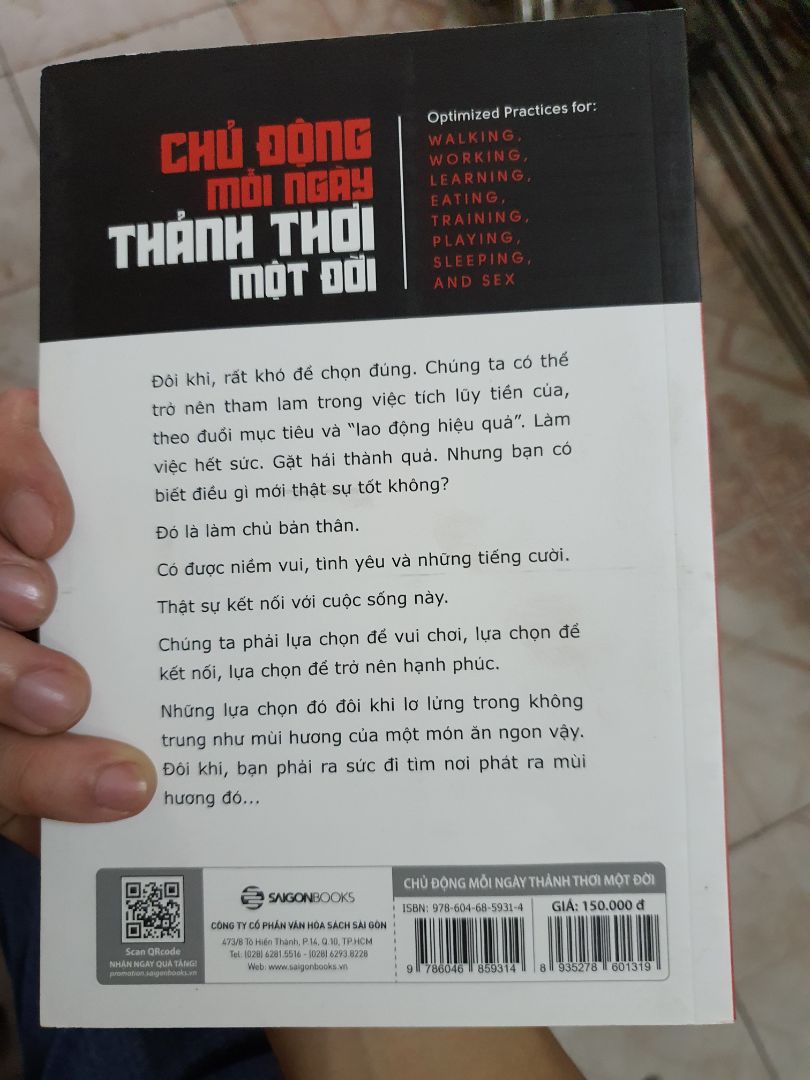 CHỦ ĐỘNG
MỖI NGÀY
THẢNH THƠI
MỘT ĐỜI
Optimized Practices for:
WALKING,
WORKING,
LEARNING,
EATING,
TRAINING,
PLAYING,
SLEEPING,
AND SEX
Đôi khi, rất khó để chọn đúng. Chúng ta có thể
trở nên tham lam trong việc tích lũy tiền của,
theo đuổi mục tiêu và “lao động hiệu quả”. Làm
việc hết sức. Gặt hái thành quả. Nhưng bạn có
biết điều gì mới thật sự tốt không?
Đó là làm chủ bản thân.
Có được niềm vui, tình yêu và những tiếng cười.
Thật sự kết nối với cuộc sống này.
Chúng ta phải lựa chọn để vui chơi, lựa chọn để
kết nối, lựa chọn để trở nên hạnh phúc.
Những lựa chọn đó đôi khi lơ lửng trong không
trung như mùi hương của một món ăn ngon vậy.
Đôi khi, bạn phải ra sức đi tìm nơi phát ra mùi
hương đó...
Scan QRcode
NHẬN NGAY QUÀ TẶNG!
promotion.saigonbooks.vn
SAIGONBOOKS
CÔNG TY CỔ PHẦN VĂN HÓA SÁCH SÀI GÒN
473/8 Tô Hiến Thành, P.14, Q.10, TP.HCM
Tel: (028) 6281.5516 - (028) 6293.8228
Web: www.saigonbooks.vn
CHỦ ĐỘNG MỖI NGÀY THẢNH THƠI MỘT ĐỜI
ISBN: 978-604-68-5931-4
GIÁ: 150.000 đ
9 786046 859314
8 935278 601319